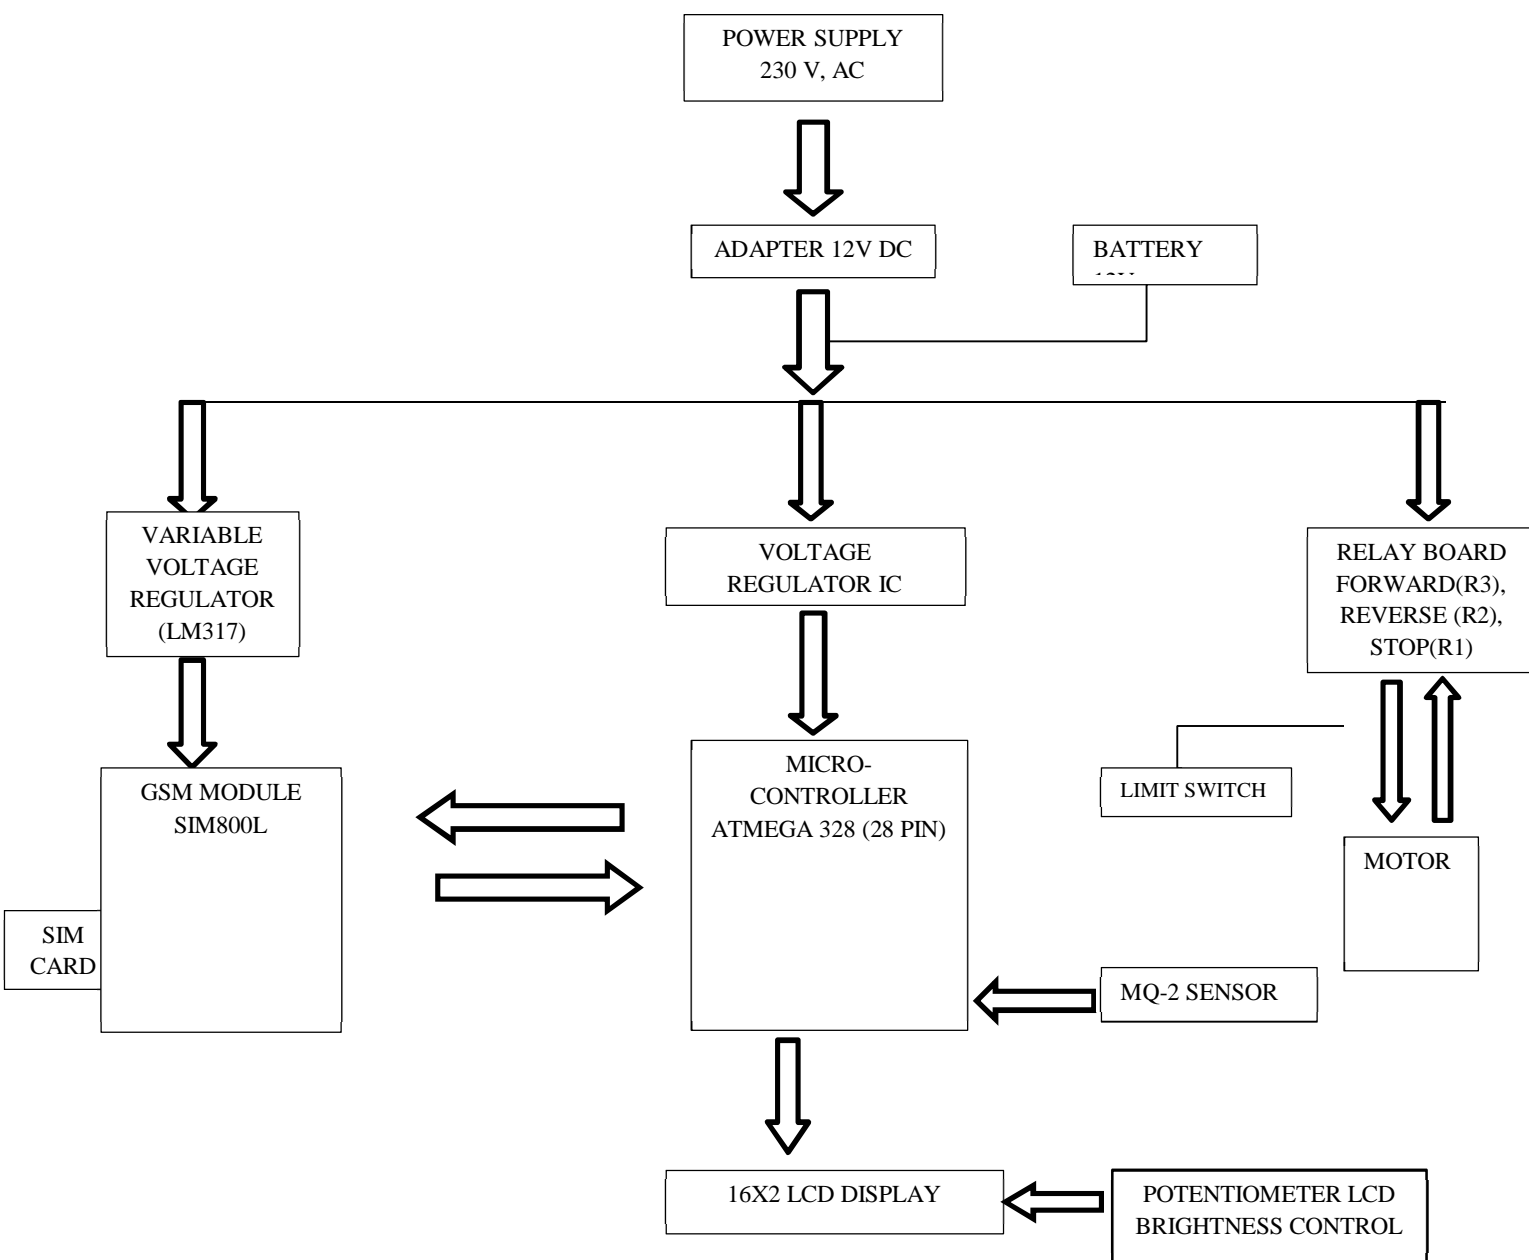 POWER SUPPLY
230 V, AC
ADAPTER 12V DC
BATTERY
VARIABLE
VOLTAGE
REGULATOR
(LM317)
VOLTAGE
REGULATOR IC
RELAY BOARD
FORWARD(R3),
REVERSE (R2),
STOP(R1)
GSM MODULE
SIM800L
MICRO-
CONTROLLER
ATMEGA 328 (28 PIN)
LIMIT SWITCH
MOTOR
SIM
CARD
MQ-2 SENSOR
16X2 LCD DISPLAY
POTENTIOMETER LCD
BRIGHTNESS CONTROL